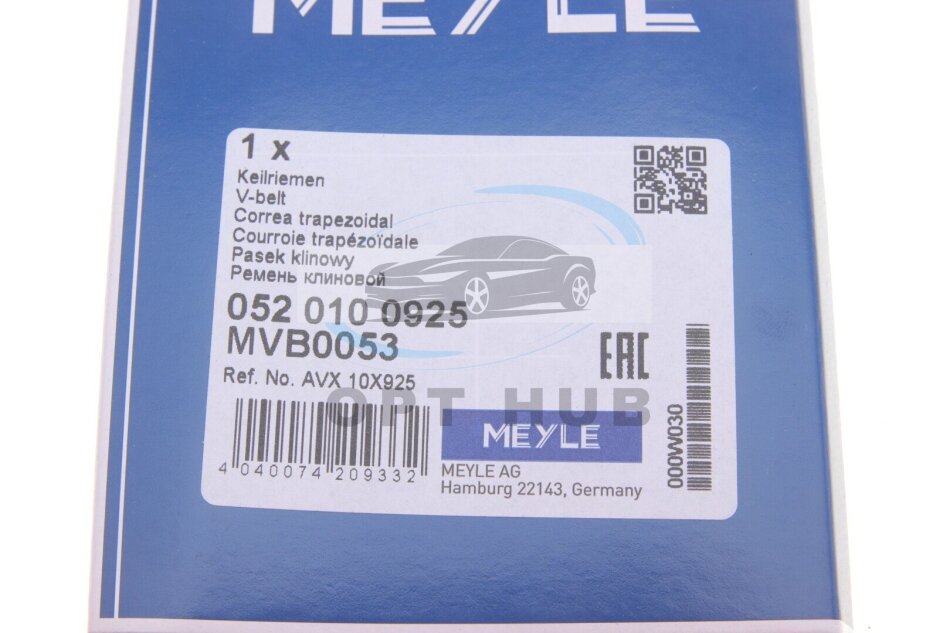 MEYLE
1 x
Keilriemen
V-belt
Correa trapezoidal
Courroie trapézoïdale
Pasek klinowy
Ремень клиновой
052 010 0925
MVB0053
Ref. No. AVX 10X925
4 040074 209332
EAC
000W030
OPT HUB
MEYLE
MEYLE AG
Hamburg 22143, Germany